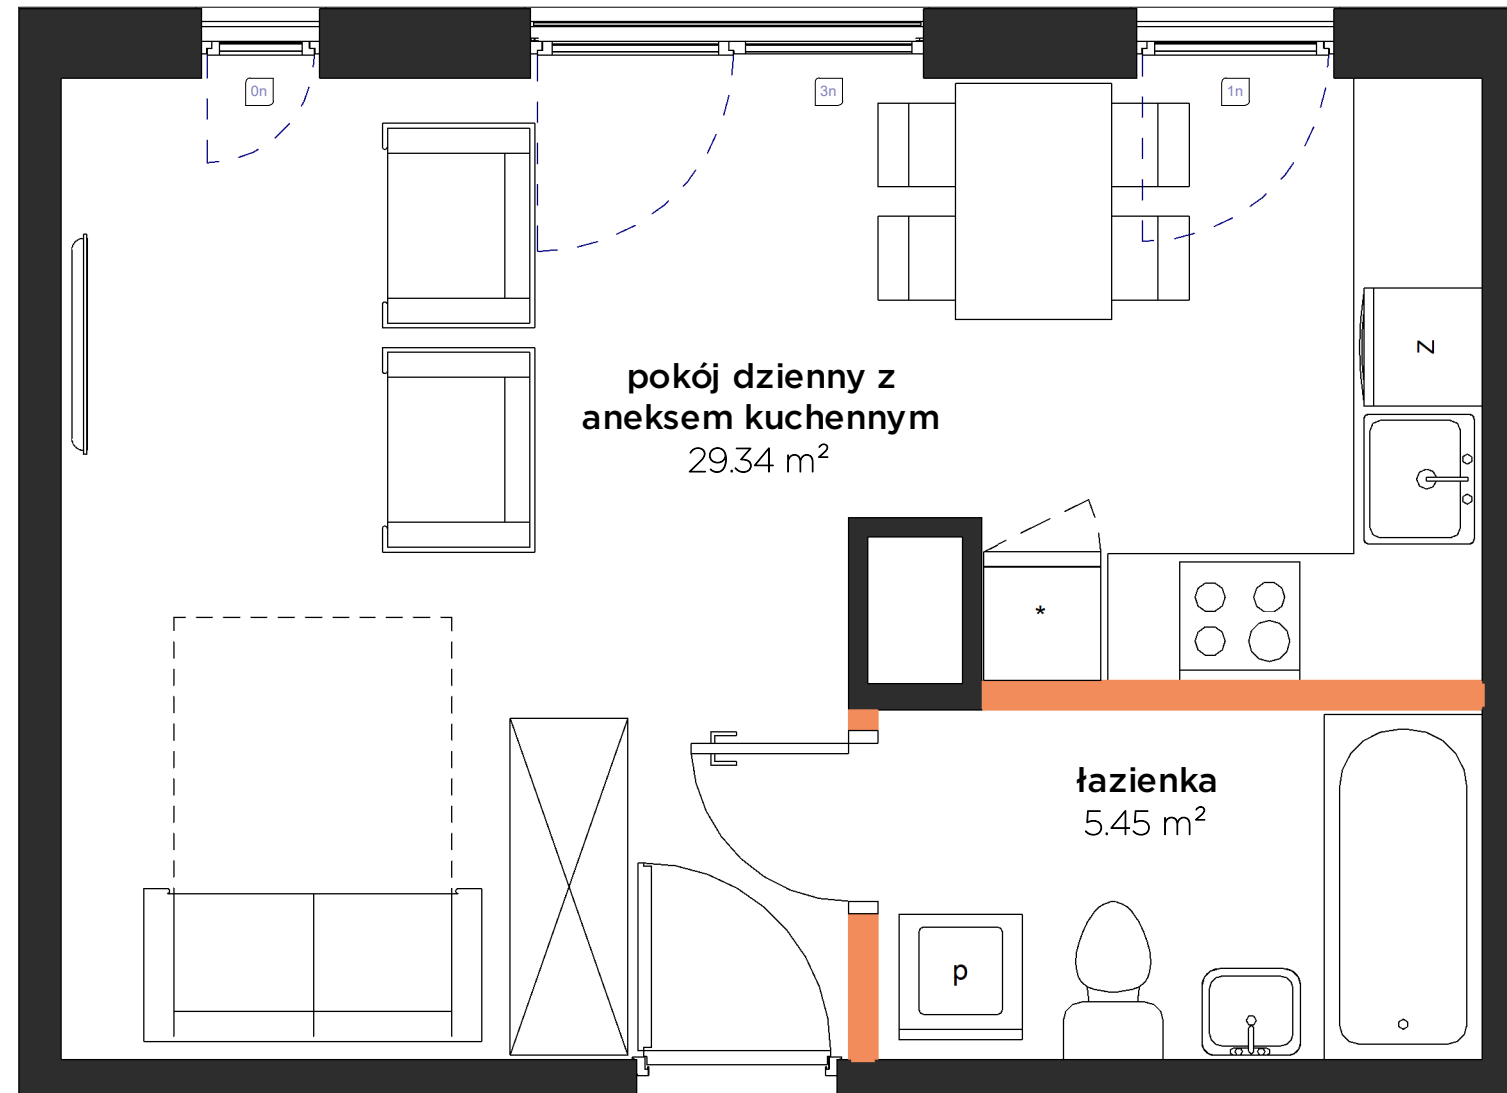 0n
3n
1n
pokój dzienny z
aneksem kuchennym
29.34 m²
Z
*
łazienka
5.45 m²
p